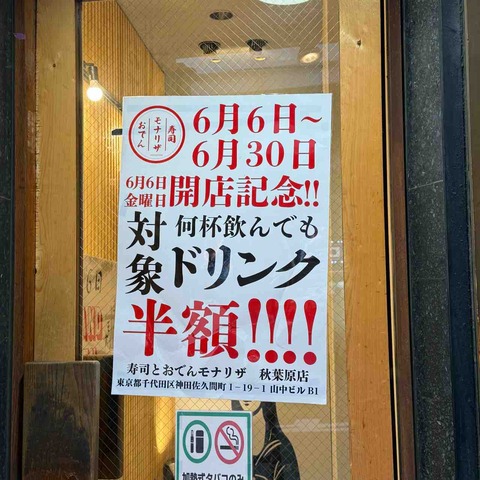 寿司
モナリザ
おでん
6月6日~
6月30日
6月6日
金曜日
開店記念!!
対象
何杯飲んでも
ドリンク
半額!!!!
寿司とおでんモナリザ 秋葉原店
東京都千代田区神田佐久間町1-19-1 山中ビルB1
加熱式タバコのみ